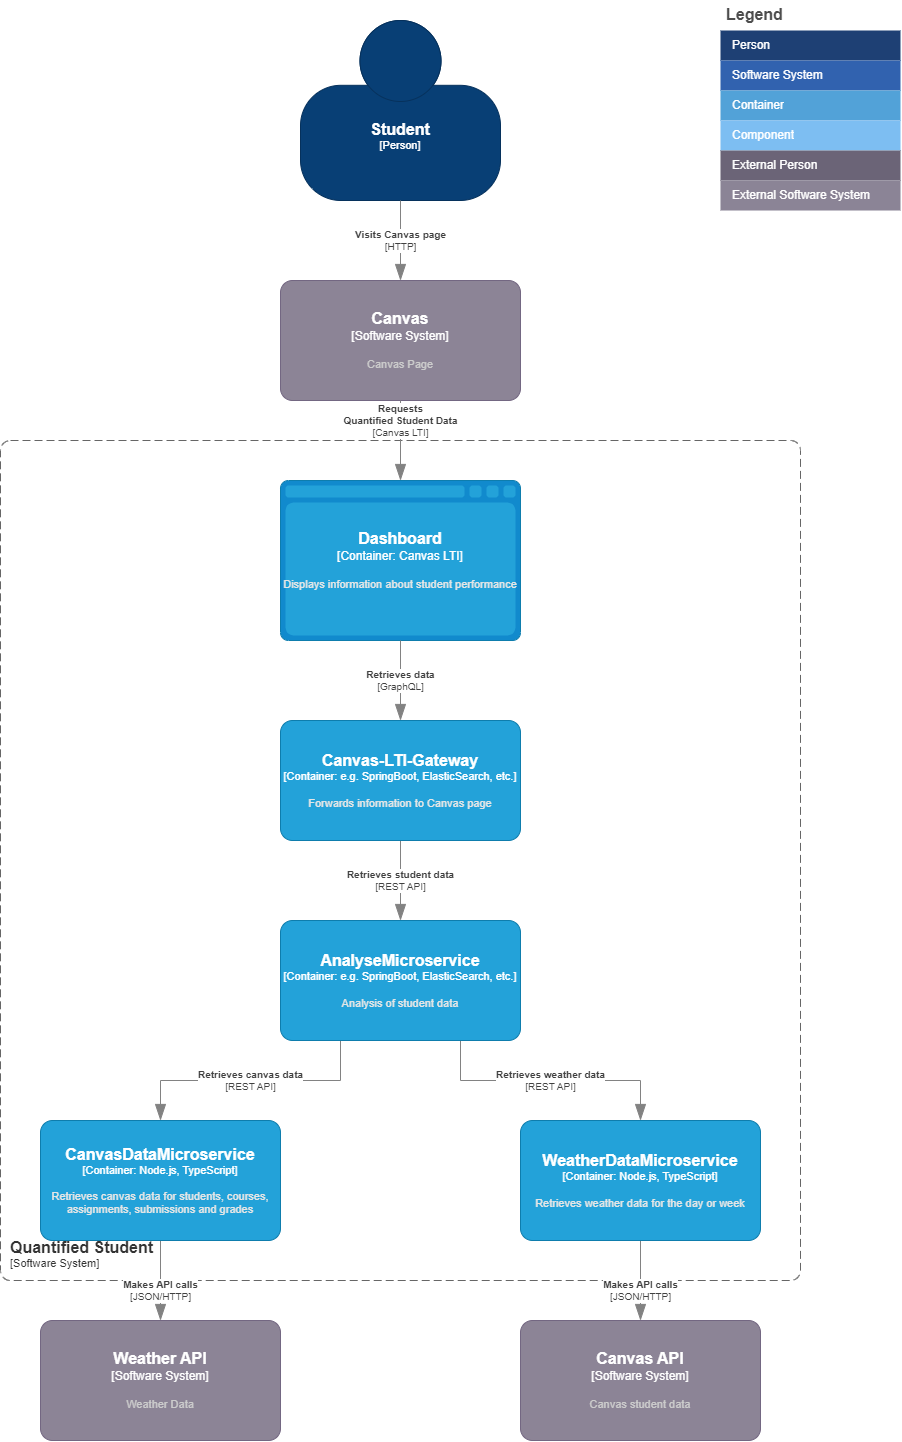 Legend
Person
Software System
Container
Component
External Person
External Software System
Student
[Person]
Visits Canvas page
[HTTP]
Canvas
[Software System]
Canvas Page
Requests
Quantified Student Data
[Canvas LTI]
Dashboard
[Container: Canvas LTI]
Displays information about student performance
Retrieves data
[GraphQL]
Canvas-LTI-Gateway
[Container: e.g. SpringBoot, ElasticSearch, etc.]
Forwards information to Canvas page
Retrieves student data
[REST API]
AnalyseMicroservice
[Container: e.g. SpringBoot, ElasticSearch, etc.]
Analysis of student data
Retrieves canvas data
[REST API]
Retrieves weather data
[REST API]
CanvasDataMicroservice
[Container: Node.js, TypeScript]
Retrieves canvas data for students, courses,
assignments, submissions and grades
WeatherDataMicroservice
[Container: Node.js, TypeScript]
Retrieves weather data for the day or week
Quantified Student
[Software System]
Makes API calls
[JSON/HTTP]
Makes API calls
[JSON/HTTP]
Weather API
[Software System]
Weather Data
Canvas API
[Software System]
Canvas student data